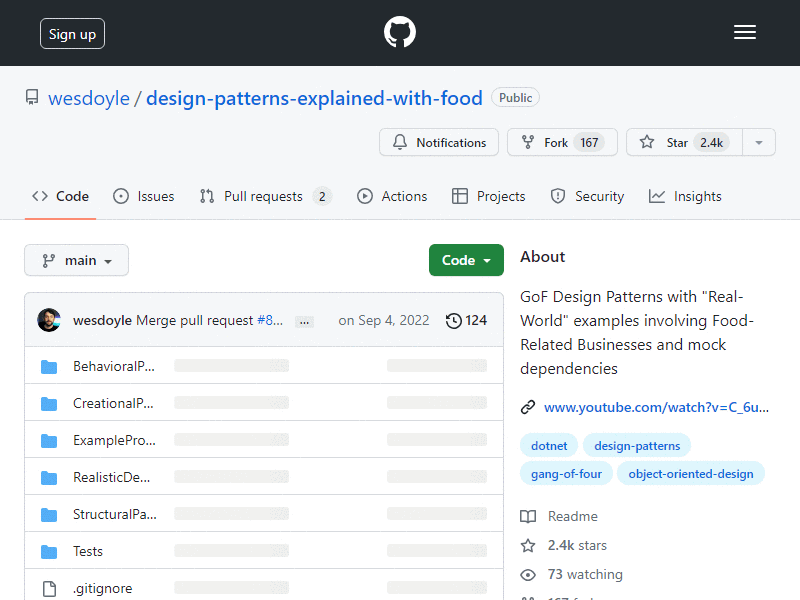 Sign up
wesdoyle / design-patterns-explained-with-food Public
Notifications Fork 167 Star 2.4k
Code Issues Pull requests 2 Actions Projects Security Insights
main Code
wesdoyle Merge pull request #8... ... on Sep 4, 2022 124
BehavioralP...
CreationalP...
ExamplePro...
RealisticDe...
StructuralPa...
Tests
.gitignore
About
GoF Design Patterns with "Real-
World" examples involving Food-
Related Businesses and mock
dependencies
www.youtube.com/watch?v=C_6u...
dotnet design-patterns
gang-of-four object-oriented-design
Readme
2.4k stars
73 watching